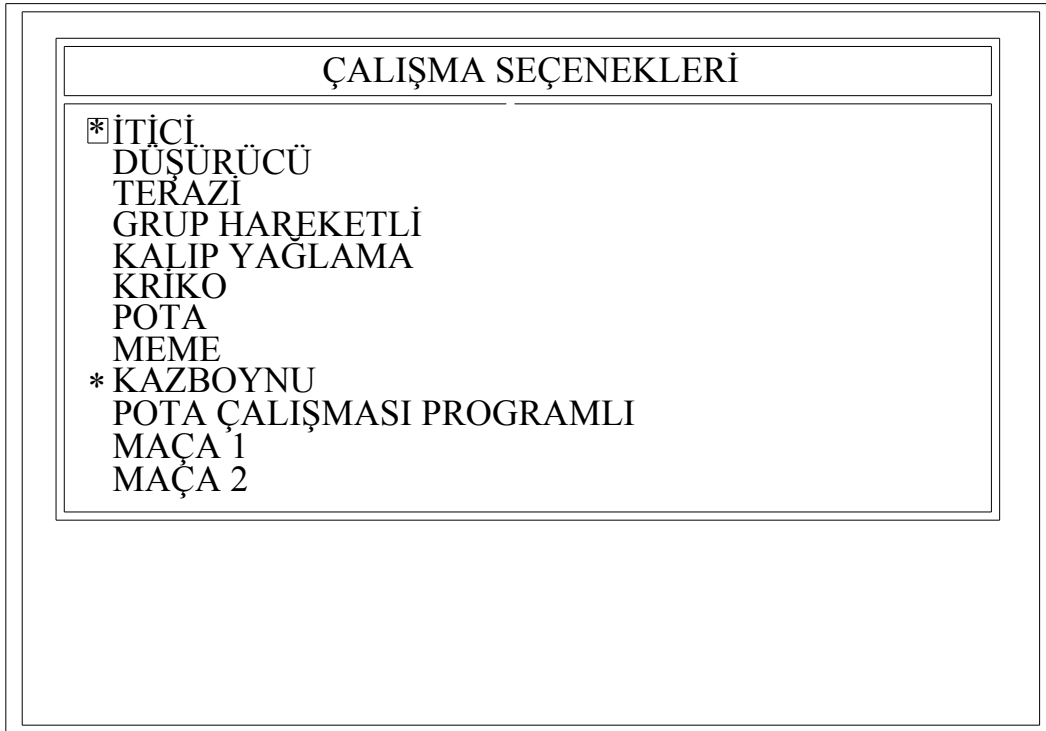 ÇALIŞMA SEÇENEKLERİ
*İTİCİ
DÜŞÜRÜCÜ
TERAZİ
GRUP HAREKETLİ
KALIP YAĞLAMA
KRİKO
POTA
MEME
* KAZBOYNU
POTA ÇALIŞMASI PROGRAMLI
MAÇA 1
MAÇA 2